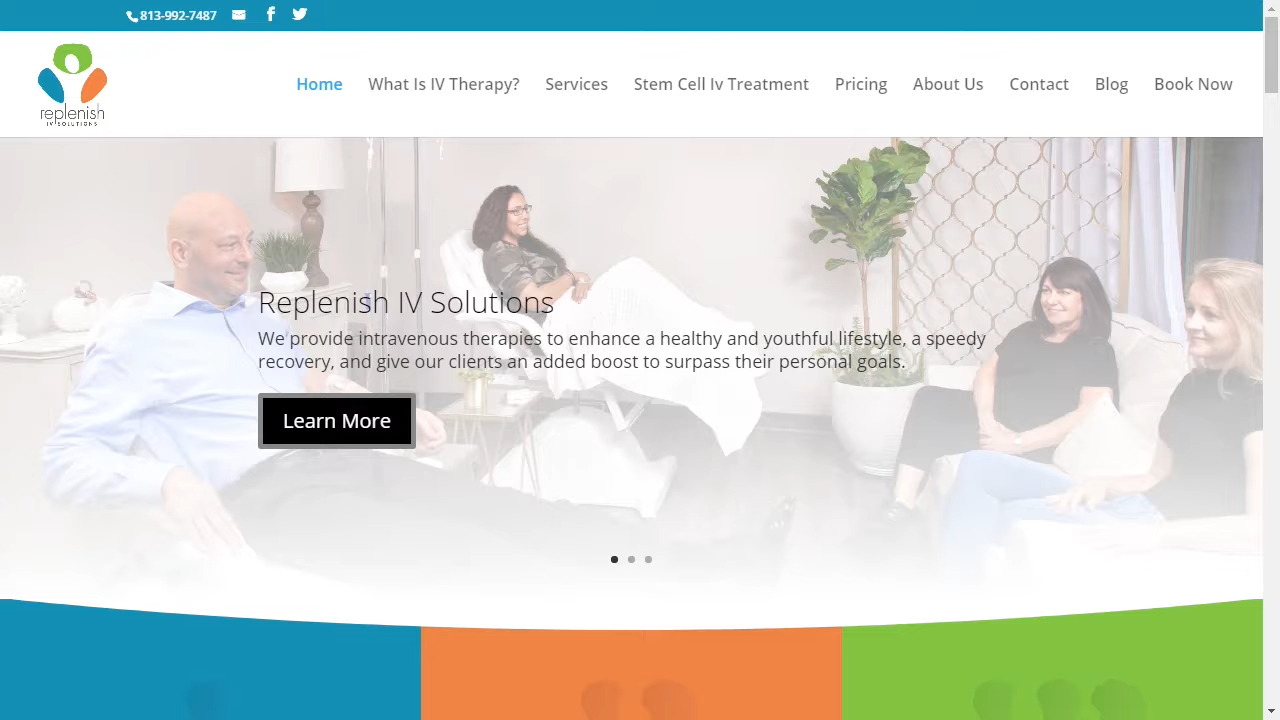 813-992-7487
replenish
IV SOLUTIONS
Home What Is IV Therapy? Services Stem Cell Iv Treatment Pricing About Us Contact Blog Book Now
Replenish IV Solutions
We provide intravenous therapies to enhance a healthy and youthful lifestyle, a speedy
recovery, and give our clients an added boost to surpass their personal goals.
Learn More